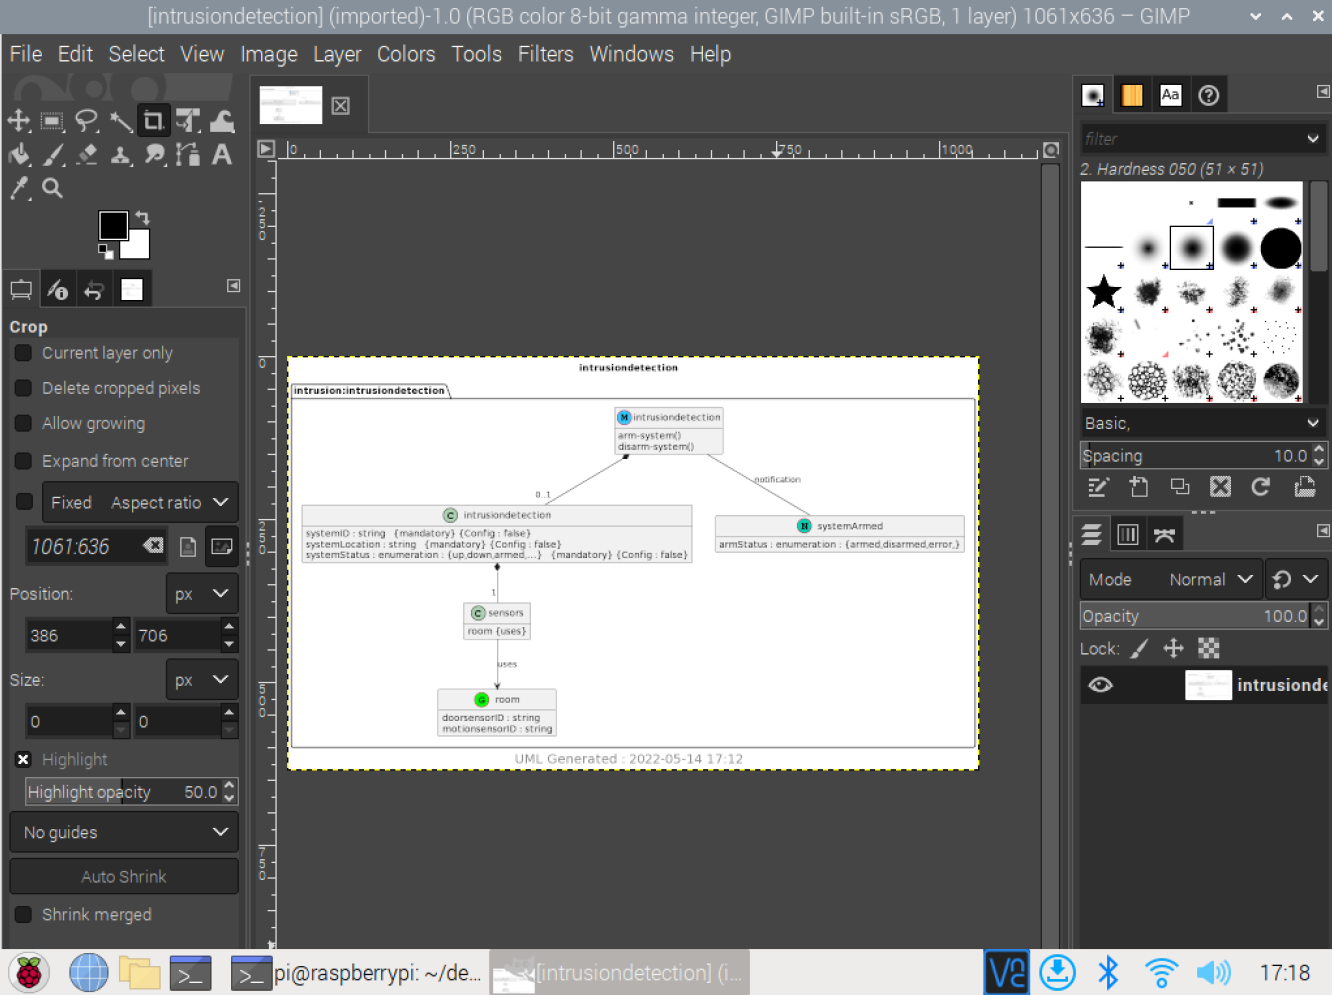 [intrusiondetection] (imported)-1.0 (RGB color 8-bit gamma integer, GIMP built-in sRGB, 1 layer) 1061x636 – GIMP
File Edit Select View Image Layer Colors Tools Filters Windows Help
Crop
Current layer only
Delete cropped pixels
Allow growing
Expand from center
Fixed Aspect ratio
1061:636
Position: px
386 706
Size: px
0 0
Highlight
Highlight opacity 50.0
No guides
Auto Shrink
Shrink merged
0 250 500 750 1000
-250
0
250
500
750
intrusiondetection
intrusion:intrusiondetection
M intrusiondetection
arm-system()
disarm-system()
0..1
notification
C intrusiondetection
systemID : string {mandatory} {Config : false}
systemLocation : string {mandatory} {Config : false}
systemStatus : enumeration : {up,down,armed,...} {mandatory} {Config : false}
N systemArmed
armStatus : enumeration : {armed,disarmed,error,}
1
C sensors
room {uses}
uses
G room
doorsensorID : string
motionsensorID : string
UML Generated : 2022-05-14 17:12
Aa
filter
2. Hardness 050 (51 × 51)
Basic,
Spacing 10.0
Mode Normal
Opacity 100.0
Lock:
intrusionde
pi@raspberrypi: ~/de...
[intrusiondetection] (i...
17:18